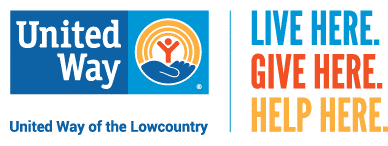 United
Way
®
United Way of the Lowcountry
LIVE HERE.
GIVE HERE.
HELP HERE.